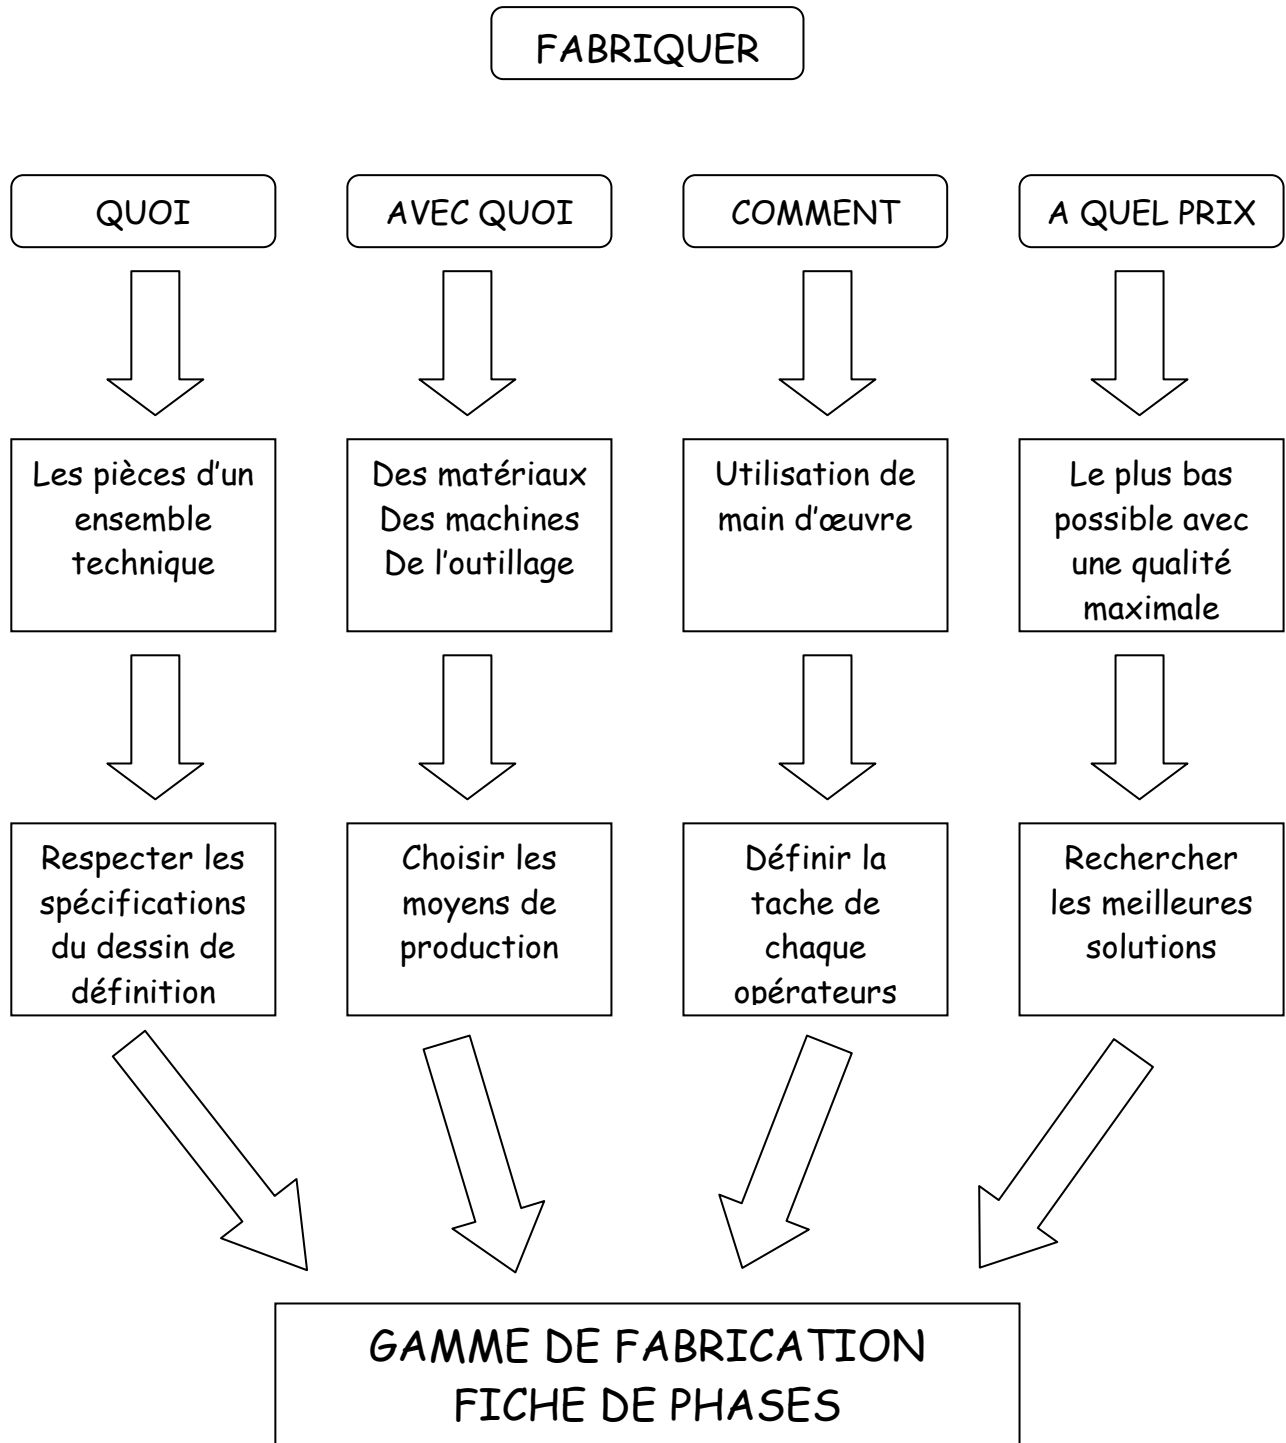 FABRIQUER
QUOI
AVEC QUOI
COMMENT
A QUEL PRIX
Les pièces d'un
ensemble
technique
Des matériaux
Des machines
De l'outillage
Utilisation de
main d'œuvre
Le plus bas
possible avec
une qualité
maximale
Respecter les
spécifications
du dessin de
définition
Choisir les
moyens de
production
Définir la
tache de
chaque
opérateurs
Rechercher
les meilleures
solutions
GAMME DE FABRICATION
FICHE DE PHASES